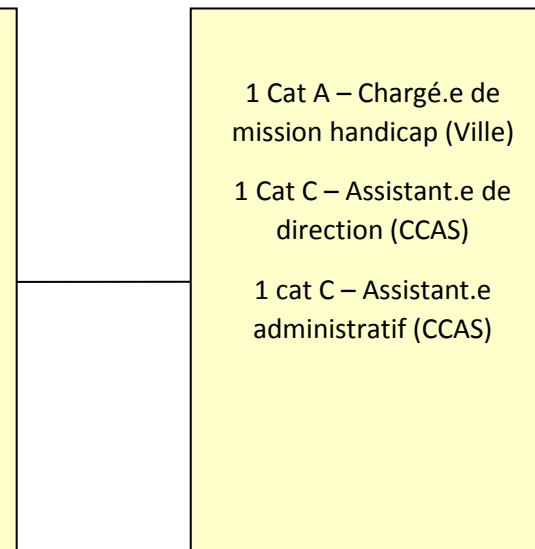 1 Cat A – Chargé.e de
mission handicap (Ville)
1 Cat C – Assistant.e de
direction (CCAS)
1 cat C – Assistant.e
administratif (CCAS)